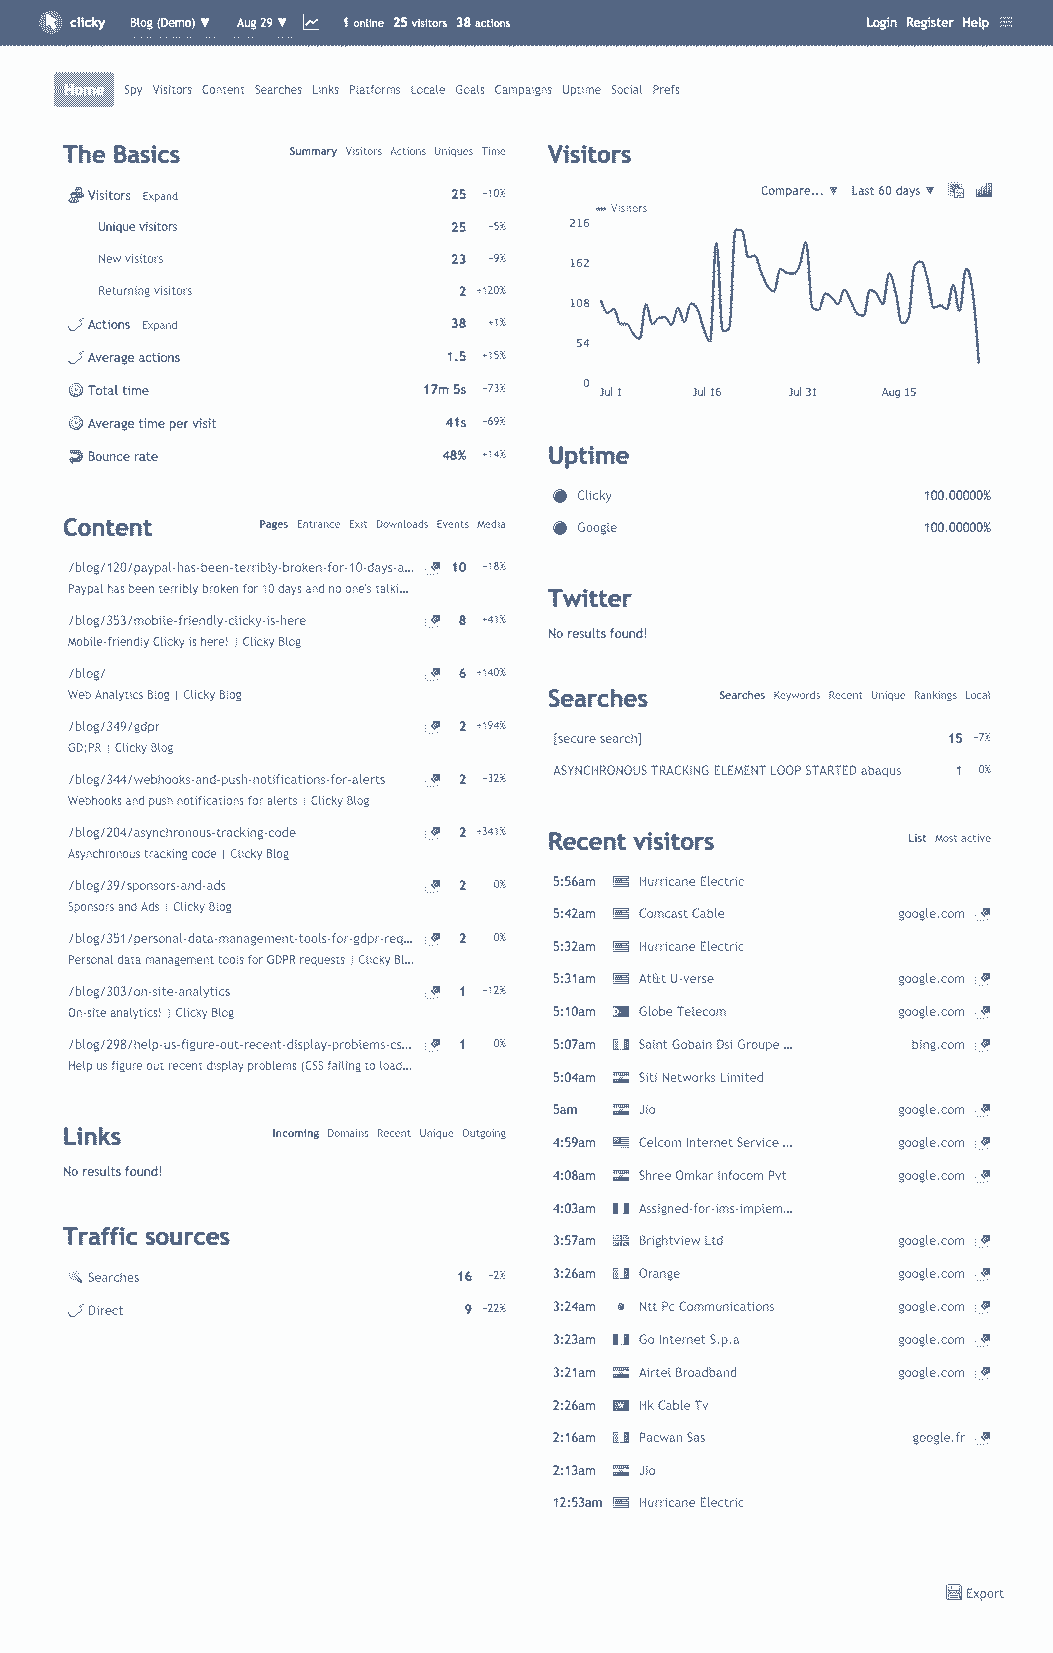 clicky Blog (Demo) ▼ Aug 29 ▼ 1 online 25 visitors 38 actions Login Register Help
Home Spy Visitors Content Searches Links Platforms Locale Goals Campaigns Uptime Social Prefs
The Basics Summary Visitors Actions Uniques Time
Visitors Expand 25 -10%
Unique visitors 25 -5%
New visitors 23 -9%
Returning visitors 2 +120%
Actions Expand 38 +1%
Average actions 1.5 +15%
Total time 17m 5s -73%
Average time per visit 41s -69%
Bounce rate 48% +14%
Content Pages Entrance Exit Downloads Events Media
/blog/120/paypal-has-been-terribly-broken-for-10-days-a... 10 -18%
Paypal has been terribly broken for 10 days and no one's talki...
/blog/353/mobile-friendly-clicky-is-here 8 +41%
Mobile-friendly Clicky is here! | Clicky Blog
/blog/ 6 +140%
Web Analytics Blog | Clicky Blog
/blog/349/gdpr 2 +194%
GD;PR | Clicky Blog
/blog/344/webhooks-and-push-notifications-for-alerts 2 -32%
Webhooks and push notifications for alerts | Clicky Blog
/blog/204/asynchronous-tracking-code 2 +341%
Asynchronous tracking code | Clicky Blog
/blog/39/sponsors-and-ads 2 0%
Sponsors and Ads | Clicky Blog
/blog/351/personal-data-management-tools-for-gdpr-req... 2 0%
Personal data management tools for GDPR requests | Clicky Bl...
/blog/303/on-site-analytics 1 -12%
On-site analytics! | Clicky Blog
/blog/298/help-us-figure-out-recent-display-problems-cs... 1 0%
Help us figure out recent display problems (CSS failing to load...
Links Incoming Domains Recent Unique Outgoing
No results found!
Traffic sources
Searches 16 -2%
Direct 9 -22%
Visitors
Compare... ▼ Last 60 days ▼
Visitors
216
162
108
54
0
Jul 1 Jul 16 Jul 31 Aug 15
Uptime
Clicky 100.00000%
Google 100.00000%
Twitter
No results found!
Searches Searches Keywords Recent Unique Rankings Local
[secure search] 15 -7%
ASYNCHRONOUS TRACKING ELEMENT LOOP STARTED abaqus 1 0%
Recent visitors List Most active
5:56am Hurricane Electric
5:42am Comcast Cable google.com
5:32am Hurricane Electric
5:31am At&t U-verse google.com
5:10am Globe Telecom google.com
5:07am Saint Gobain Dsi Groupe ... bing.com
5:04am Siti Networks Limited
5am Jio google.com
4:59am Celcom Internet Service ... google.com
4:08am Shree Omkar Infocom Pvt google.com
4:03am Assigned-for-ims-implem...
3:57am Brightview Ltd google.com
3:26am Orange google.com
3:24am Ntt Pc Communications google.com
3:23am Go Internet S.p.a google.com
3:21am Airtel Broadband google.com
2:26am Hk Cable Tv
2:16am Pacwan Sas google.fr
2:13am Jio
12:53am Hurricane Electric
Export